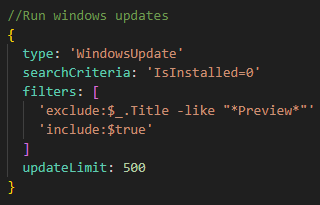 //Run windows updates
{
  type: 'WindowsUpdate'
  searchCriteria: 'IsInstalled=0'
  filters: [
    'exclude:$_.Title -like "*Preview*"'
    'include:$true'
  ]
  updateLimit: 500
}